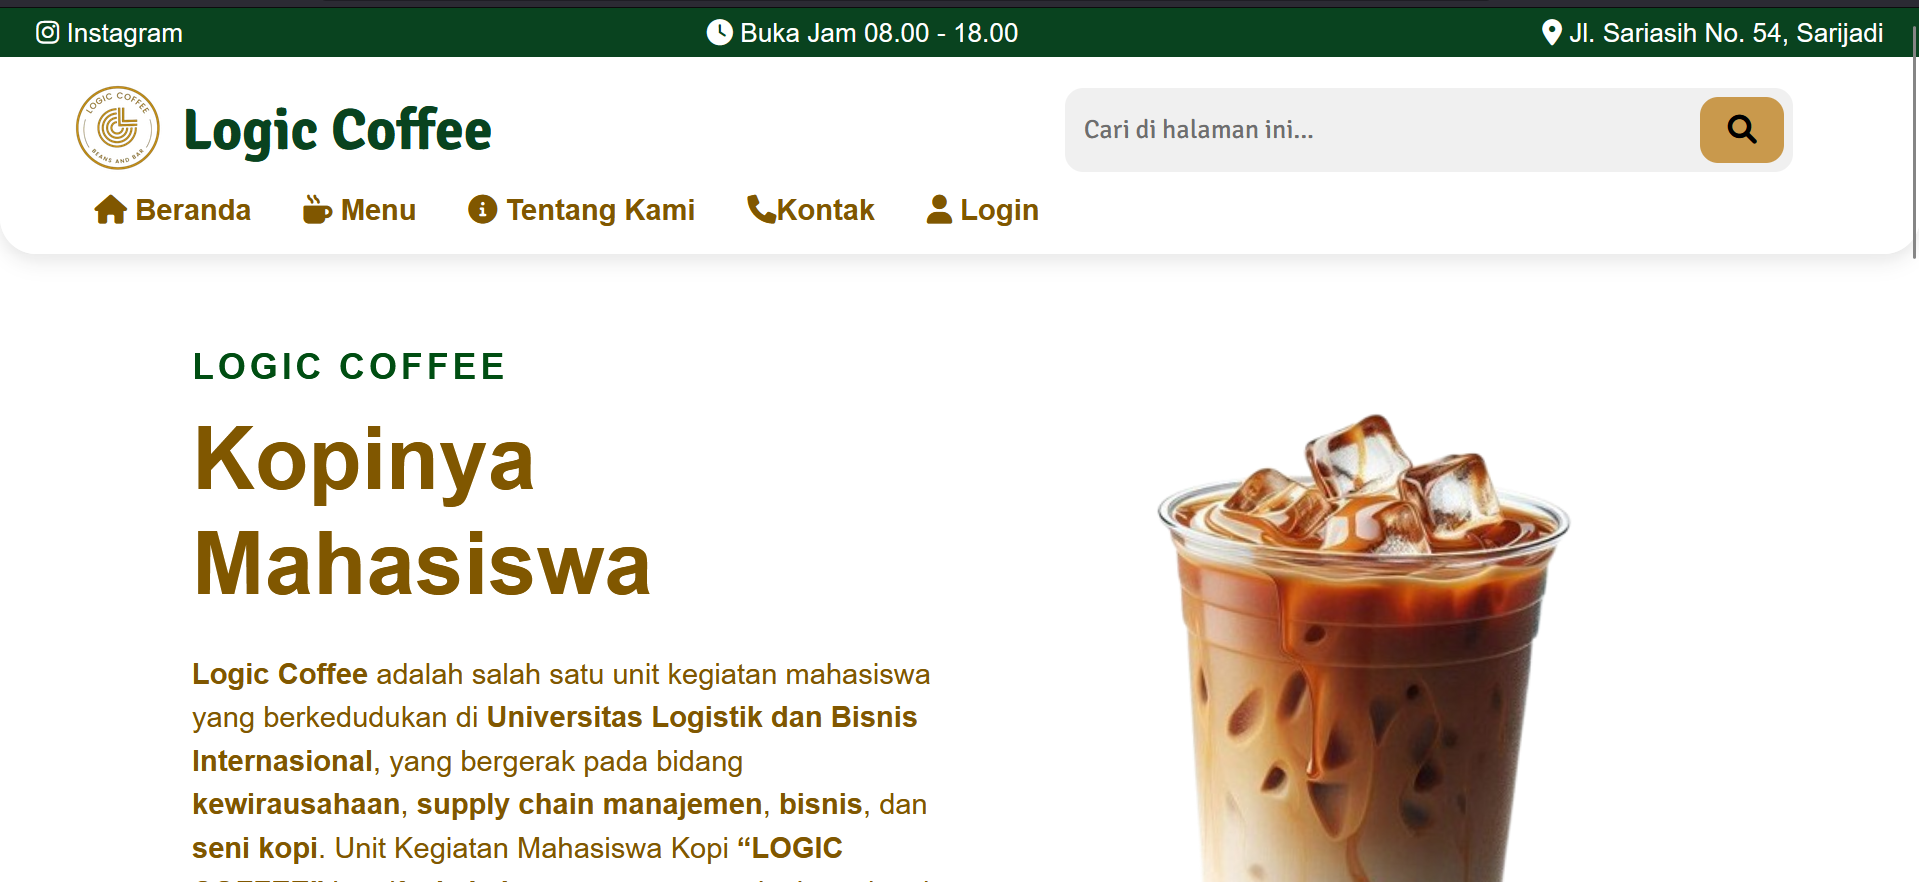 Instagram
Buka Jam 08.00 - 18.00
Jl. Sariasih No. 54, Sarijadi
LOGIC COFFEE
BEANS AND BAR
Logic Coffee
Cari di halaman ini...
Beranda
Menu
Tentang Kami
Kontak
Login
LOGIC COFFEE
Kopinya
Mahasiswa
Logic Coffee adalah salah satu unit kegiatan mahasiswa
yang berkedudukan di Universitas Logistik dan Bisnis
Internasional, yang bergerak pada bidang
kewirausahaan, supply chain manajemen, bisnis, dan
seni kopi. Unit Kegiatan Mahasiswa Kopi “LOGIC